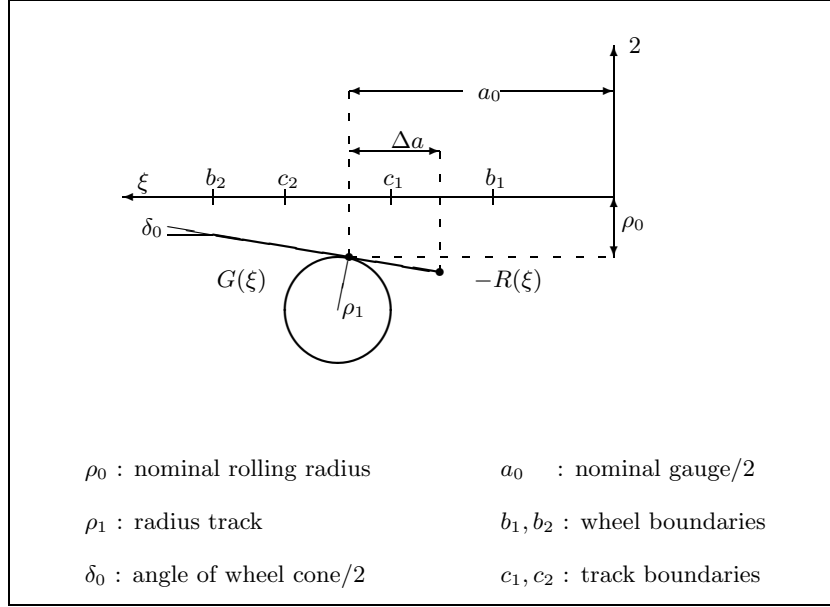 2
a₀
Δa
ξ b₂ c₂ c₁ b₁
δ₀ ρ₀
G(ξ) −R(ξ)
ρ₁
ρ₀ : nominal rolling radius a₀ : nominal gauge/2
ρ₁ : radius track b₁, b₂ : wheel boundaries
δ₀ : angle of wheel cone/2 c₁, c₂ : track boundaries